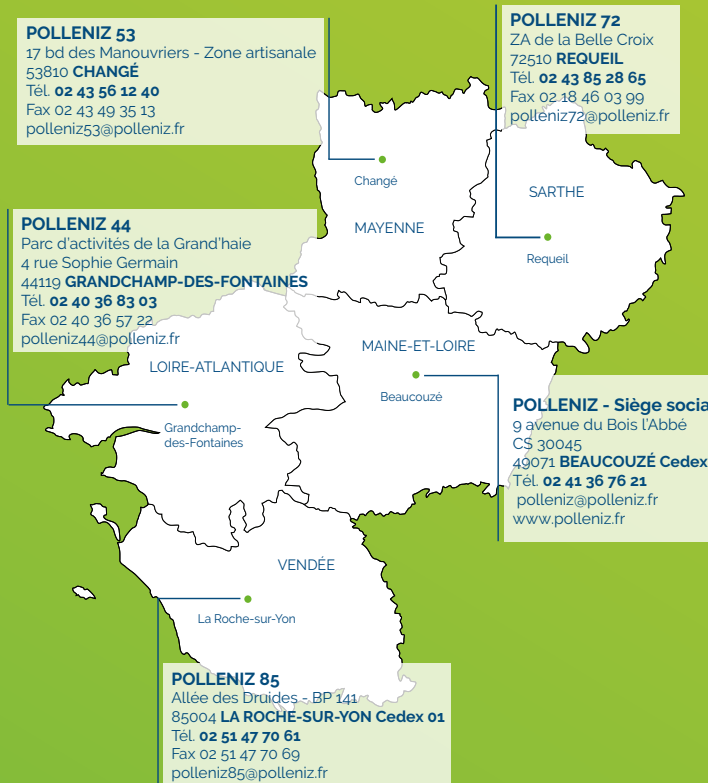 POLLENIZ 53
17 bd des Manouvriers - Zone artisanale
53810 CHANGÉ
Tél. 02 43 56 12 40
Fax 02 43 49 35 13
polleniz53@polleniz.fr
POLLENIZ 72
ZA de la Belle Croix
72510 REQUEIL
Tél. 02 43 85 28 65
Fax 02 18 46 03 99
polleniz72@polleniz.fr
Changé
MAYENNE
SARTHE
Requeil
POLLENIZ 44
Parc d'activités de la Grand'haie
4 rue Sophie Germain
44119 GRANDCHAMP-DES-FONTAINES
Tél. 02 40 36 83 03
Fax 02 40 36 57 22
polleniz44@polleniz.fr
LOIRE-ATLANTIQUE
Grandchamp-
des-Fontaines
MAINE-ET-LOIRE
Beaucouzé
POLLENIZ - Siège socia
9 avenue du Bois l'Abbé
CS 30045
49071 BEAUCOUZÉ Cedex
Tél. 02 41 36 76 21
polleniz@polleniz.fr
www.polleniz.fr
VENDÉE
La Roche-sur-Yon
POLLENIZ 85
Allée des Druides - BP 141
85004 LA ROCHE-SUR-YON Cedex 01
Tél. 02 51 47 70 61
Fax 02 51 47 70 69
polleniz85@polleniz.fr